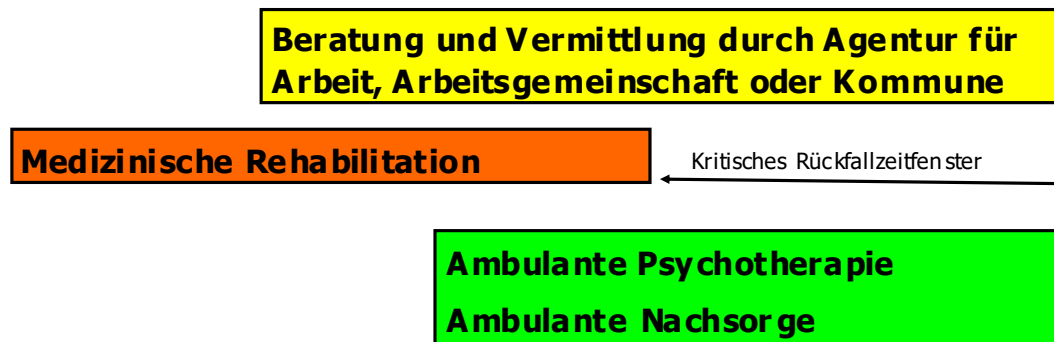 Beratung und Vermittlung durch Agentur für
Arbeit, Arbeitsgemeinschaft oder Kommune
Medizinische Rehabilitation
Kritisches Rückfallzeitfenster
Ambulante Psychotherapie
Ambulante Nachsorge